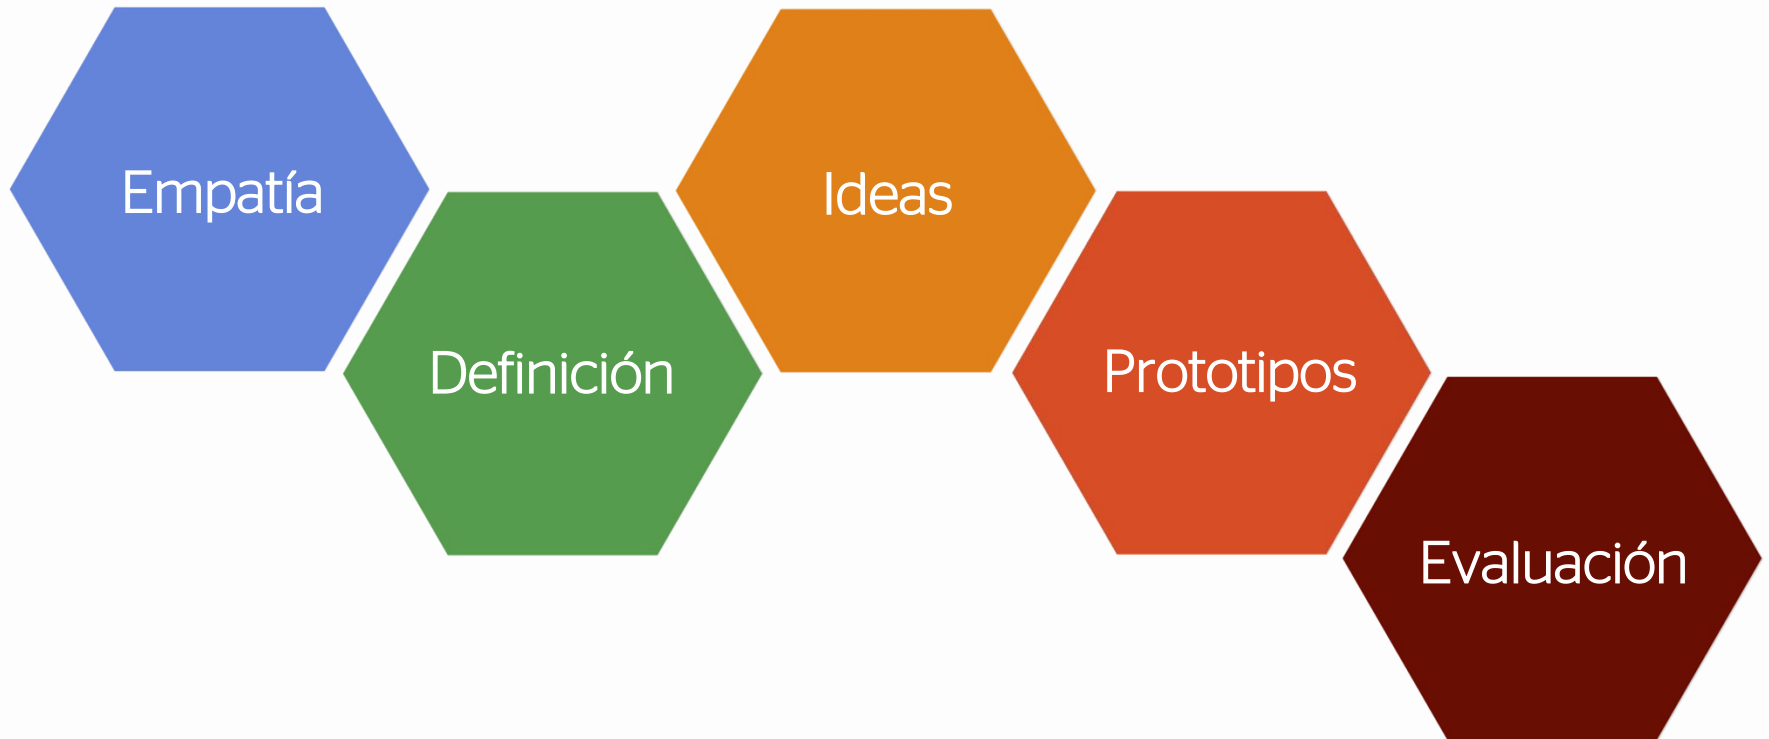 Empatía
Definición
Ideas
Prototipos
Evaluación